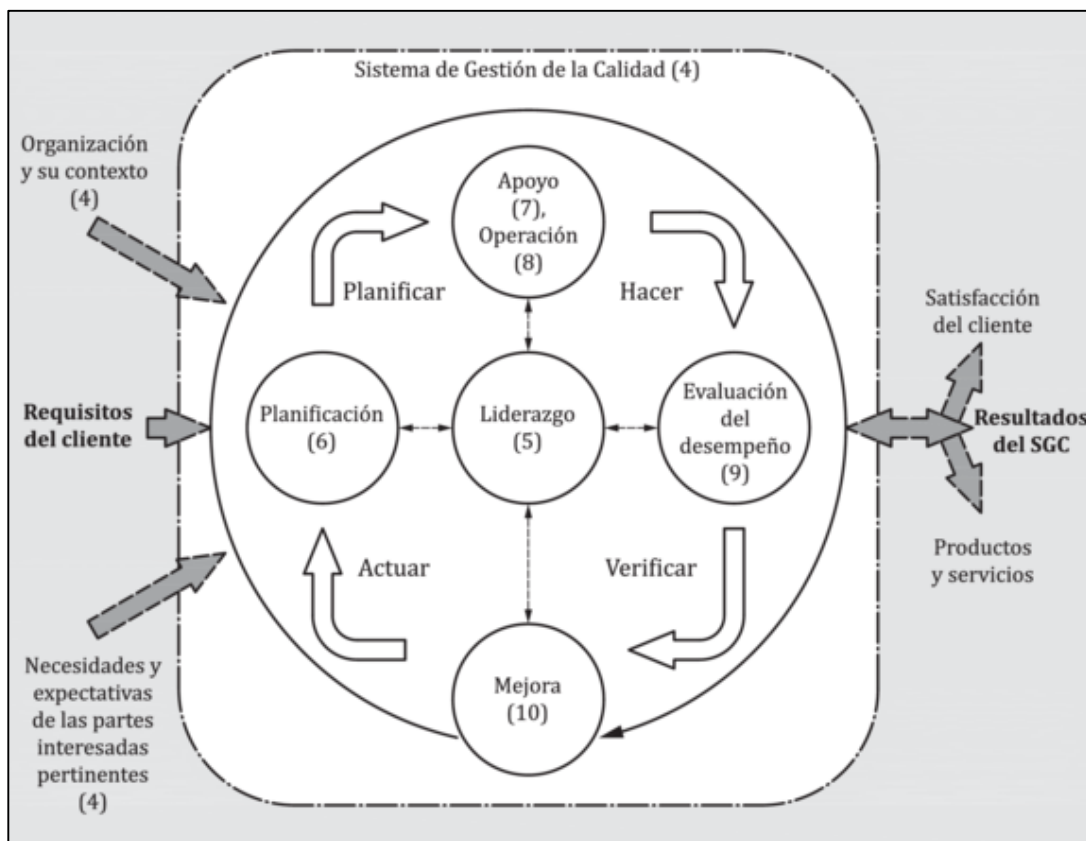 Sistema de Gestión de la Calidad (4)
Organización
y su contexto
(4)
Apoyo
(7),
Operación
(8)
Planificar
Hacer
Satisfacción
del cliente
Requisitos
del cliente
Planificación
(6)
Liderazgo
(5)
Evaluación
del
desempeño
(9)
Resultados
del SGC
Actuar
Verificar
Productos
y servicios
Necesidades y
expectativas
de las partes
interesadas
pertinentes
(4)
Mejora
(10)